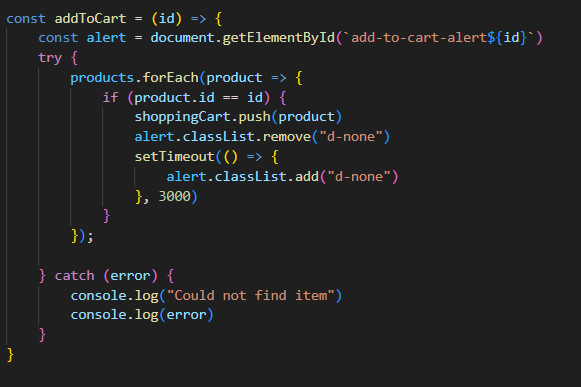 const addToCart = (id) => {
    const alert = document.getElementById(`add-to-cart-alert${id}`)
    try {
        products.forEach(product => {
            if (product.id == id) {
                shoppingCart.push(product)
                alert.classList.remove("d-none")
                setTimeout(() => {
                    alert.classList.add("d-none")
                }, 3000)
            }
        });

    } catch (error) {
        console.log("Could not find item")
        console.log(error)
    }
}